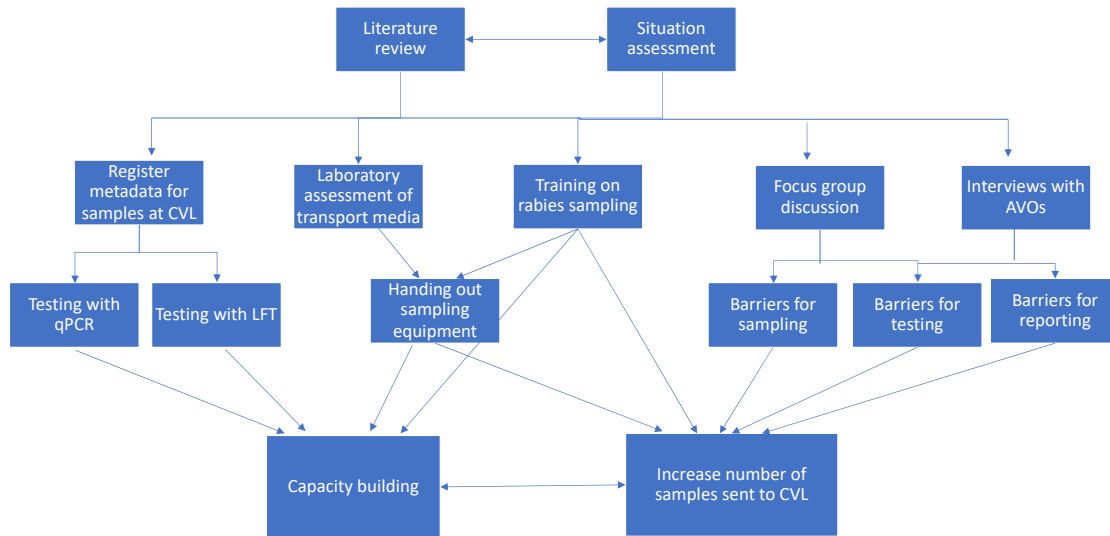 Literature
review
Situation
assessment
Register
metadata for
samples at CVL
Laboratory
assessment of
transport media
Training on
rabies sampling
Focus group
discussion
Interviews with
AVOs
Testing with
qPCR
Testing with LFT
Handing out
sampling
equipment
Barriers for
sampling
Barriers for
testing
Barriers for
reporting
Capacity building
Increase number of
samples sent to CVL